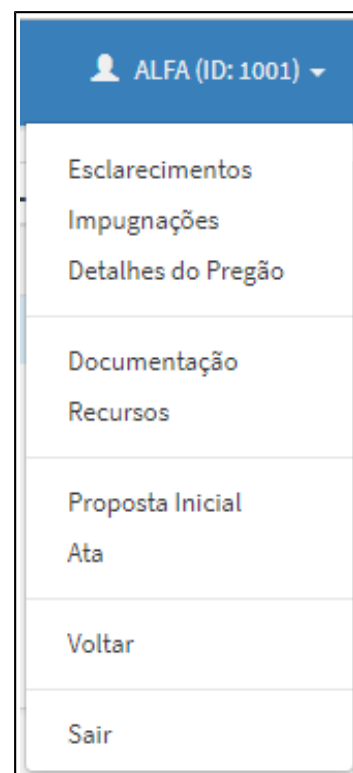 ALFA (ID: 1001)
Esclarecimentos
Impugnações
Detalhes do Pregão
Documentação
Recursos
Proposta Inicial
Ata
Voltar
Sair